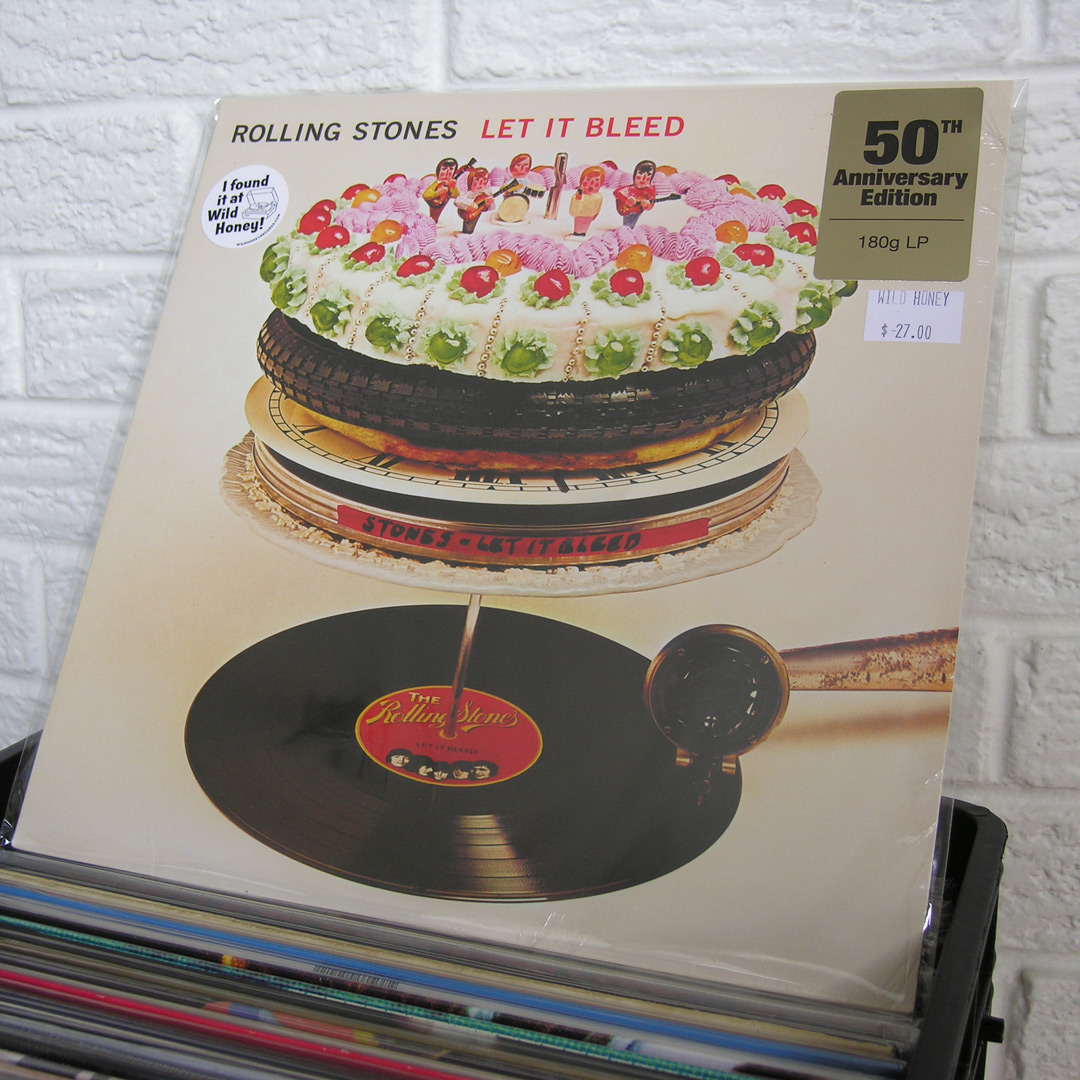 ROLLING STONES LET IT BLEED
50TH
Anniversary
Edition
180g LP
I found
it at
Wild
Honey!
WILD HONEY
$ 27.00
STONES - LET IT BLEED
THE
Rolling Stones
LET IT BLEED